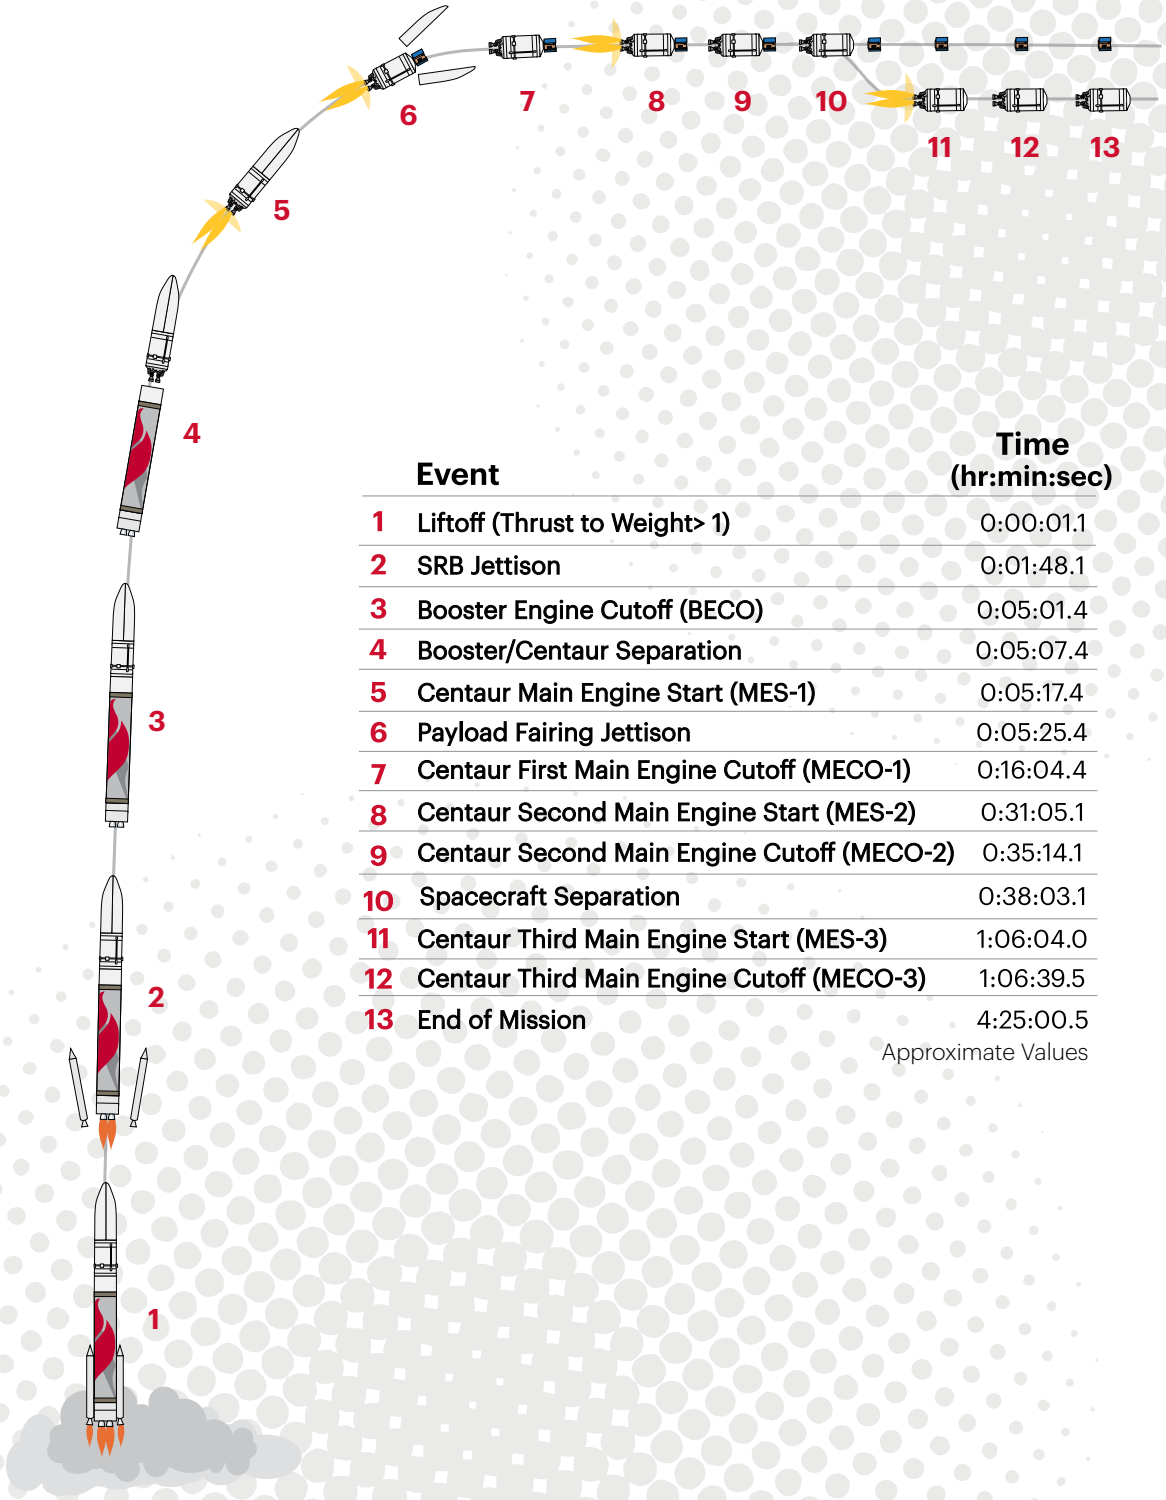 6
7
8
9
10
11
12
13
5
4
3
2
1
Event
Time
(hr:min:sec)
1 Liftoff (Thrust to Weight> 1) 0:00:01.1
2 SRB Jettison 0:01:48.1
3 Booster Engine Cutoff (BECO) 0:05:01.4
4 Booster/Centaur Separation 0:05:07.4
5 Centaur Main Engine Start (MES-1) 0:05:17.4
6 Payload Fairing Jettison 0:05:25.4
7 Centaur First Main Engine Cutoff (MECO-1) 0:16:04.4
8 Centaur Second Main Engine Start (MES-2) 0:31:05.1
9 Centaur Second Main Engine Cutoff (MECO-2) 0:35:14.1
10 Spacecraft Separation 0:38:03.1
11 Centaur Third Main Engine Start (MES-3) 1:06:04.0
12 Centaur Third Main Engine Cutoff (MECO-3) 1:06:39.5
13 End of Mission 4:25:00.5
Approximate Values